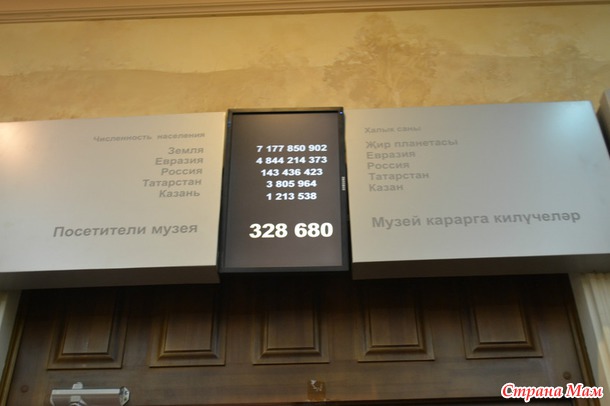 Численность населения
Земля
Евразия
Россия
Татарстан
Казань
Посетители музея
7 177 850 902
4 844 214 373
143 436 423
3 805 964
1 213 538
328 680
SAMSUNG
Халык саны
Җир планетасы
Евразия
Россия
Татарстан
Казан
Музей карарга килүчеләр
Страна Мам